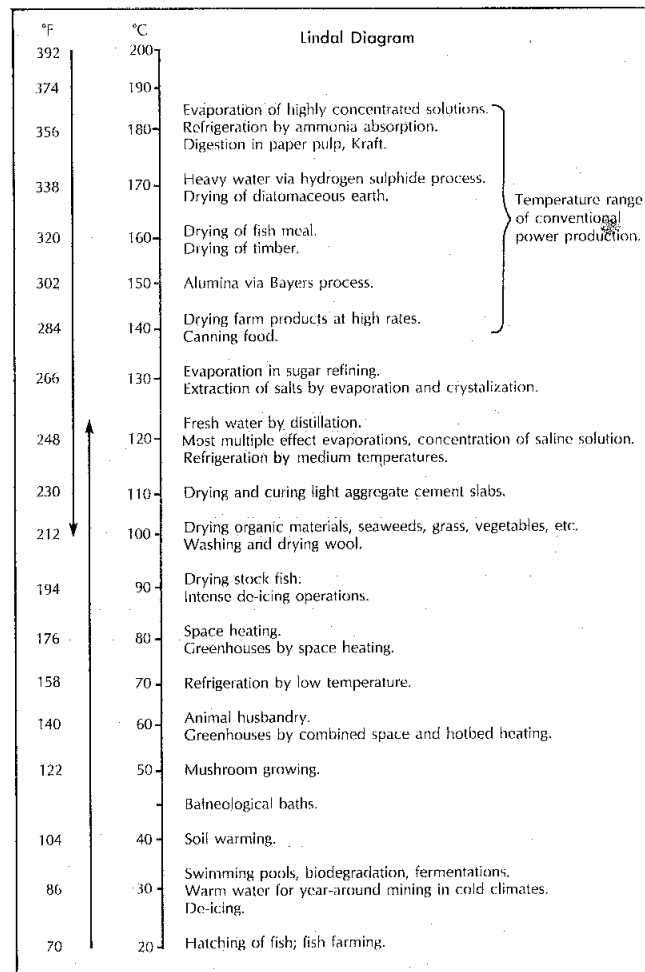 °F °C Lindal Diagram
392 200
374 190
Evaporation of highly concentrated solutions.
356 180 Refrigeration by ammonia absorption.
Digestion in paper pulp, Kraft.
338 170 Heavy water via hydrogen sulphide process.
Drying of diatomaceous earth.
Temperature range
of conventional
power production.
320 160 Drying of fish meal.
Drying of timber.
302 150 Alumina via Bayers process.
284 140 Drying farm products at high rates.
Canning food.
266 130 Evaporation in sugar refining.
Extraction of salts by evaporation and crystalization.
Fresh water by distillation.
248 120 Most multiple effect evaporations, concentration of saline solution.
Refrigeration by medium temperatures.
230 110 Drying and curing light aggregate cement slabs.
212 100 Drying organic materials, seaweeds, grass, vegetables, etc.
Washing and drying wool.
194 90 Drying stock fish.
Intense de-icing operations.
176 80 Space heating.
Greenhouses by space heating.
158 70 Refrigeration by low temperature.
140 60 Animal husbandry.
Greenhouses by combined space and hotbed heating.
122 50 Mushroom growing.
Balneological baths.
104 40 Soil warming.
Swimming pools, biodegradation, fermentations.
86 30 Warm water for year-around mining in cold climates.
De-icing.
70 20 Hatching of fish; fish farming.